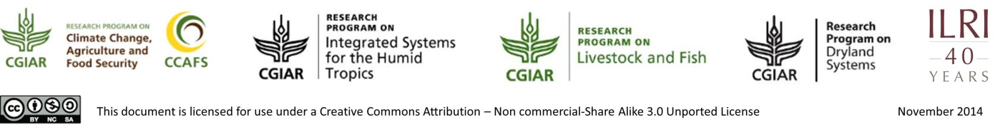 RESEARCH PROGRAM ON
Climate Change,
Agriculture and
Food Security
CGIAR
CCAFS
RESEARCH
PROGRAM ON
Integrated Systems
for the Humid
Tropics
CGIAR
RESEARCH
PROGRAM ON
Livestock and Fish
CGIAR
Research
Program on
Dryland
Systems
CGIAR
ILRI
40
YEARS
cc
BY NC SA
This document is licensed for use under a Creative Commons Attribution – Non commercial-Share Alike 3.0 Unported License
November 2014